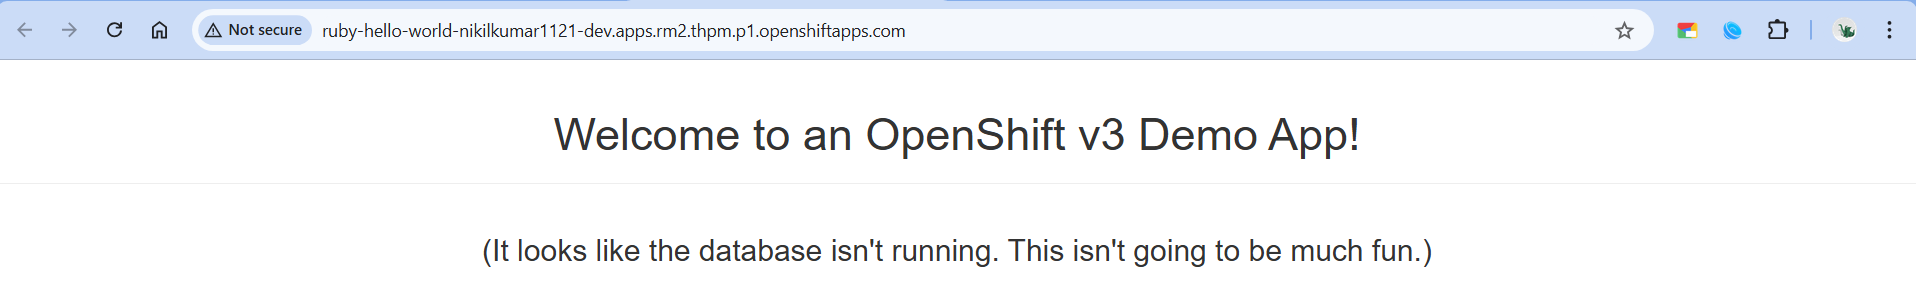 Not secure ruby-hello-world-nikilkumar1121-dev.apps.rm2.thpm.p1.openshiftapps.com
Welcome to an OpenShift v3 Demo App!
(It looks like the database isn't running. This isn't going to be much fun.)